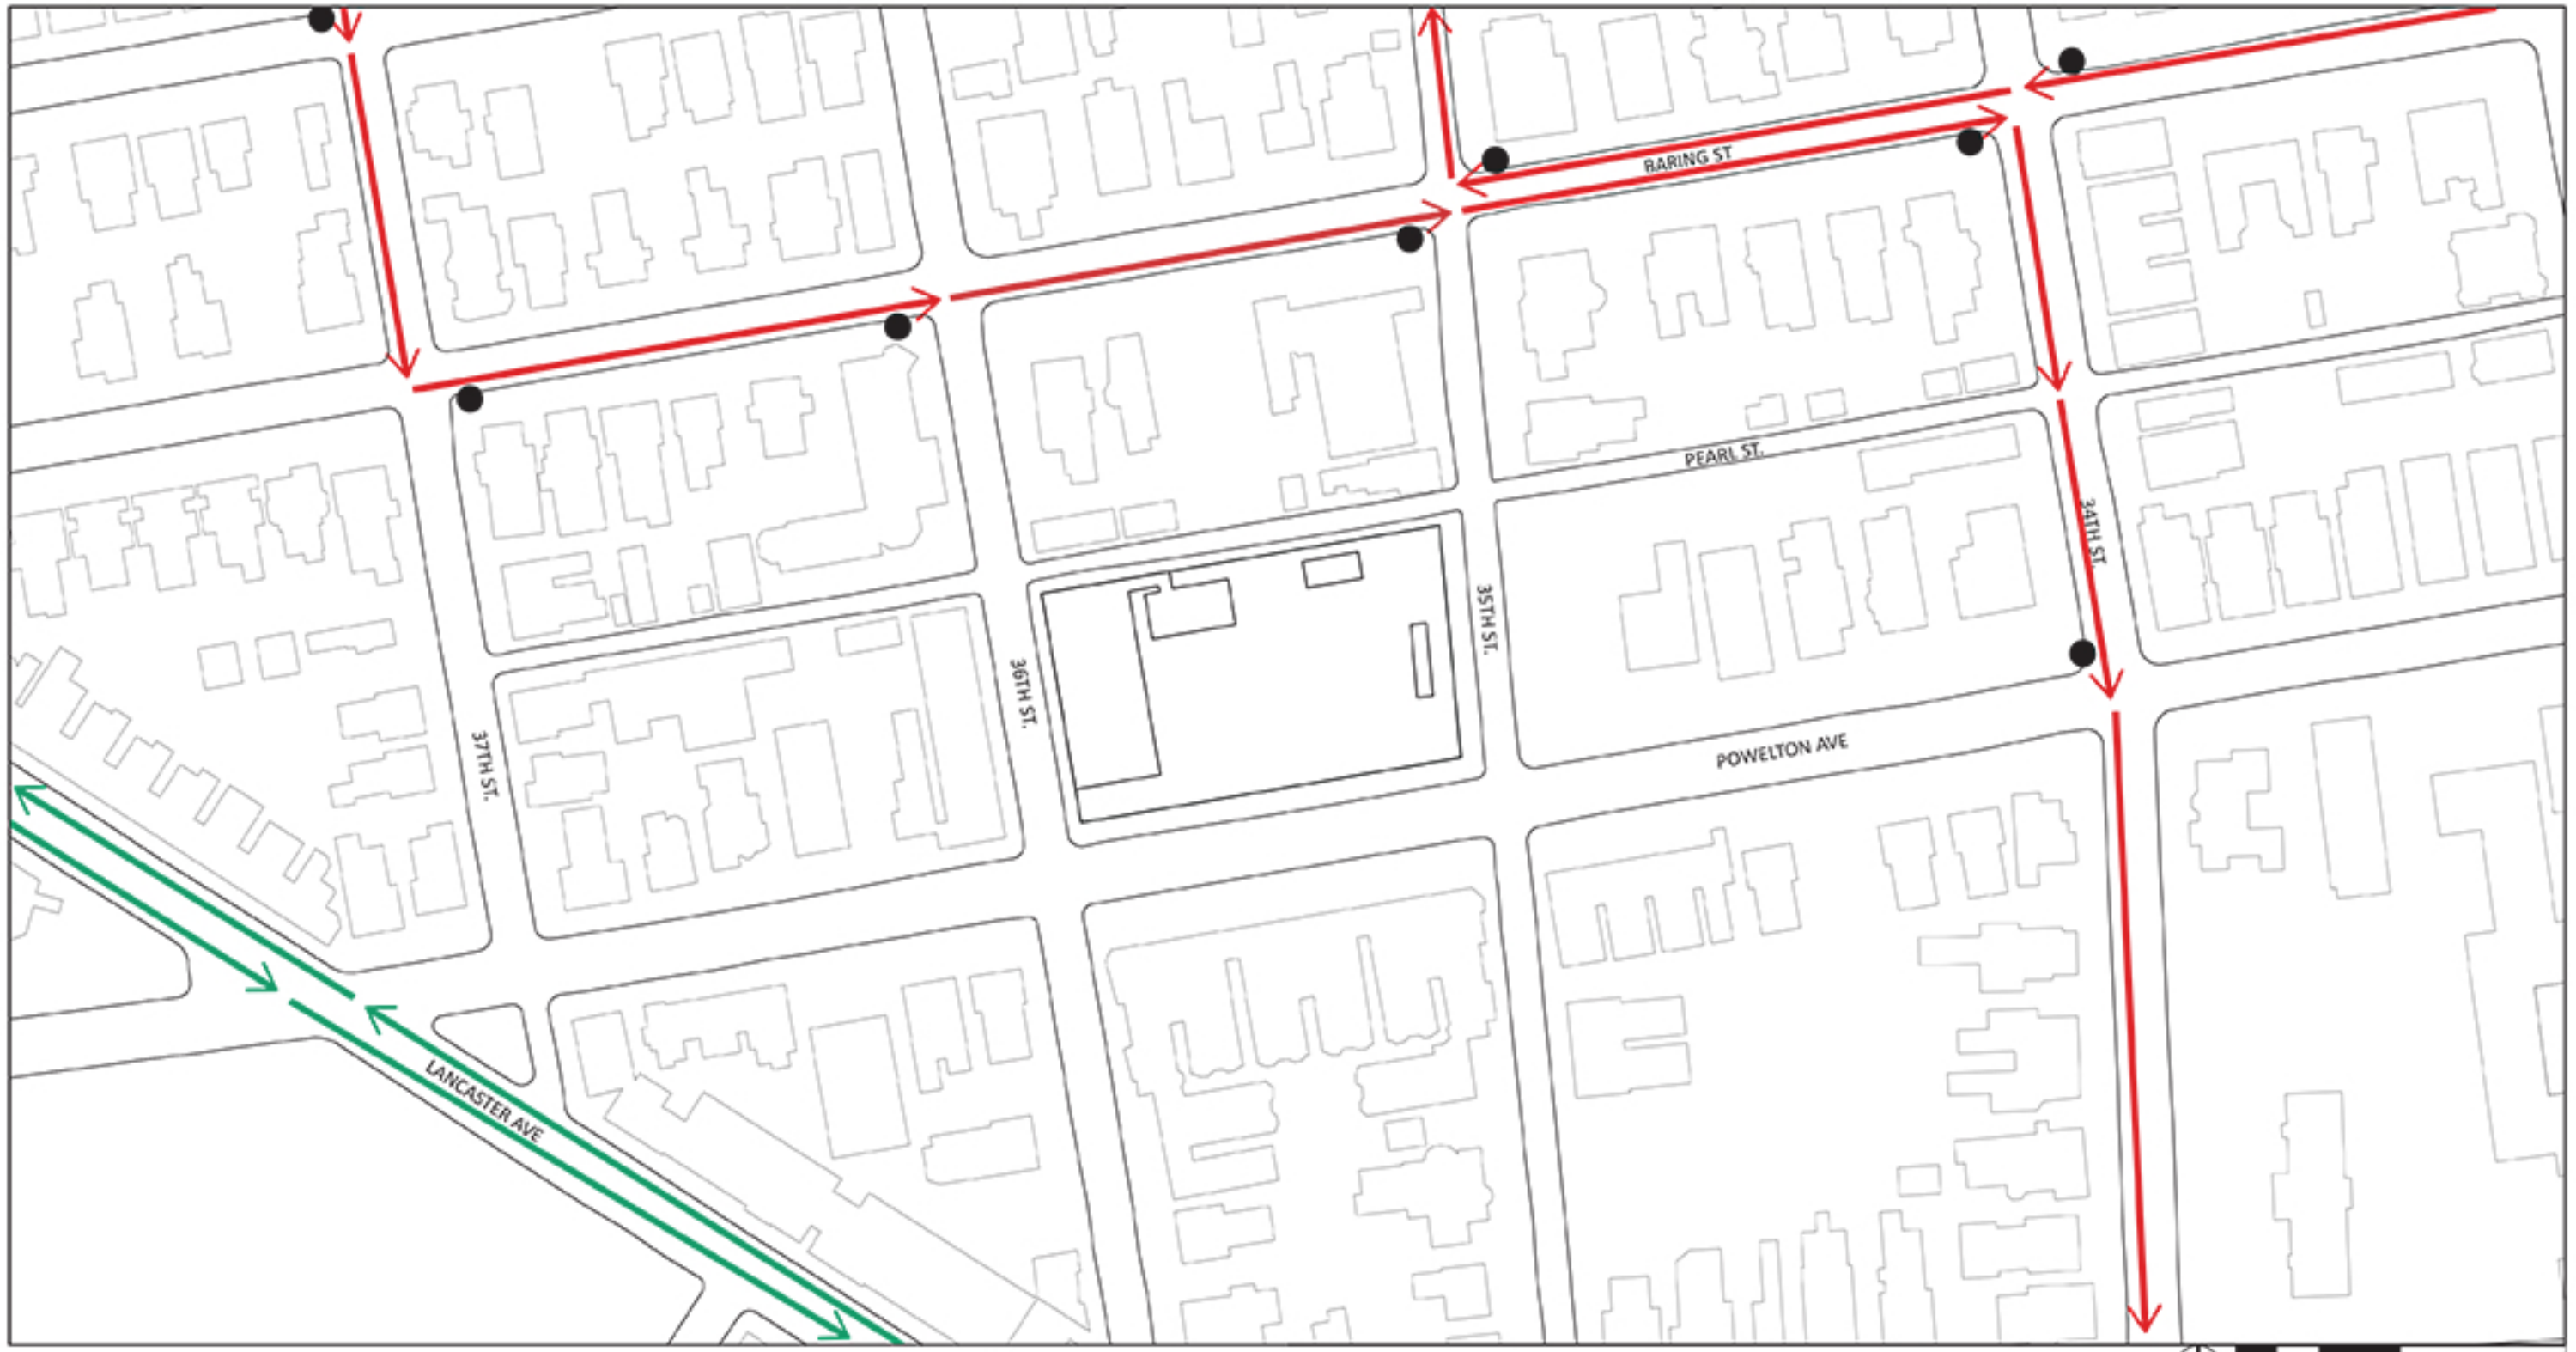 BARING ST
PEARL ST.
34TH ST.
35TH ST.
36TH ST.
37TH ST.
POWELTON AVE
LANCASTER AVE